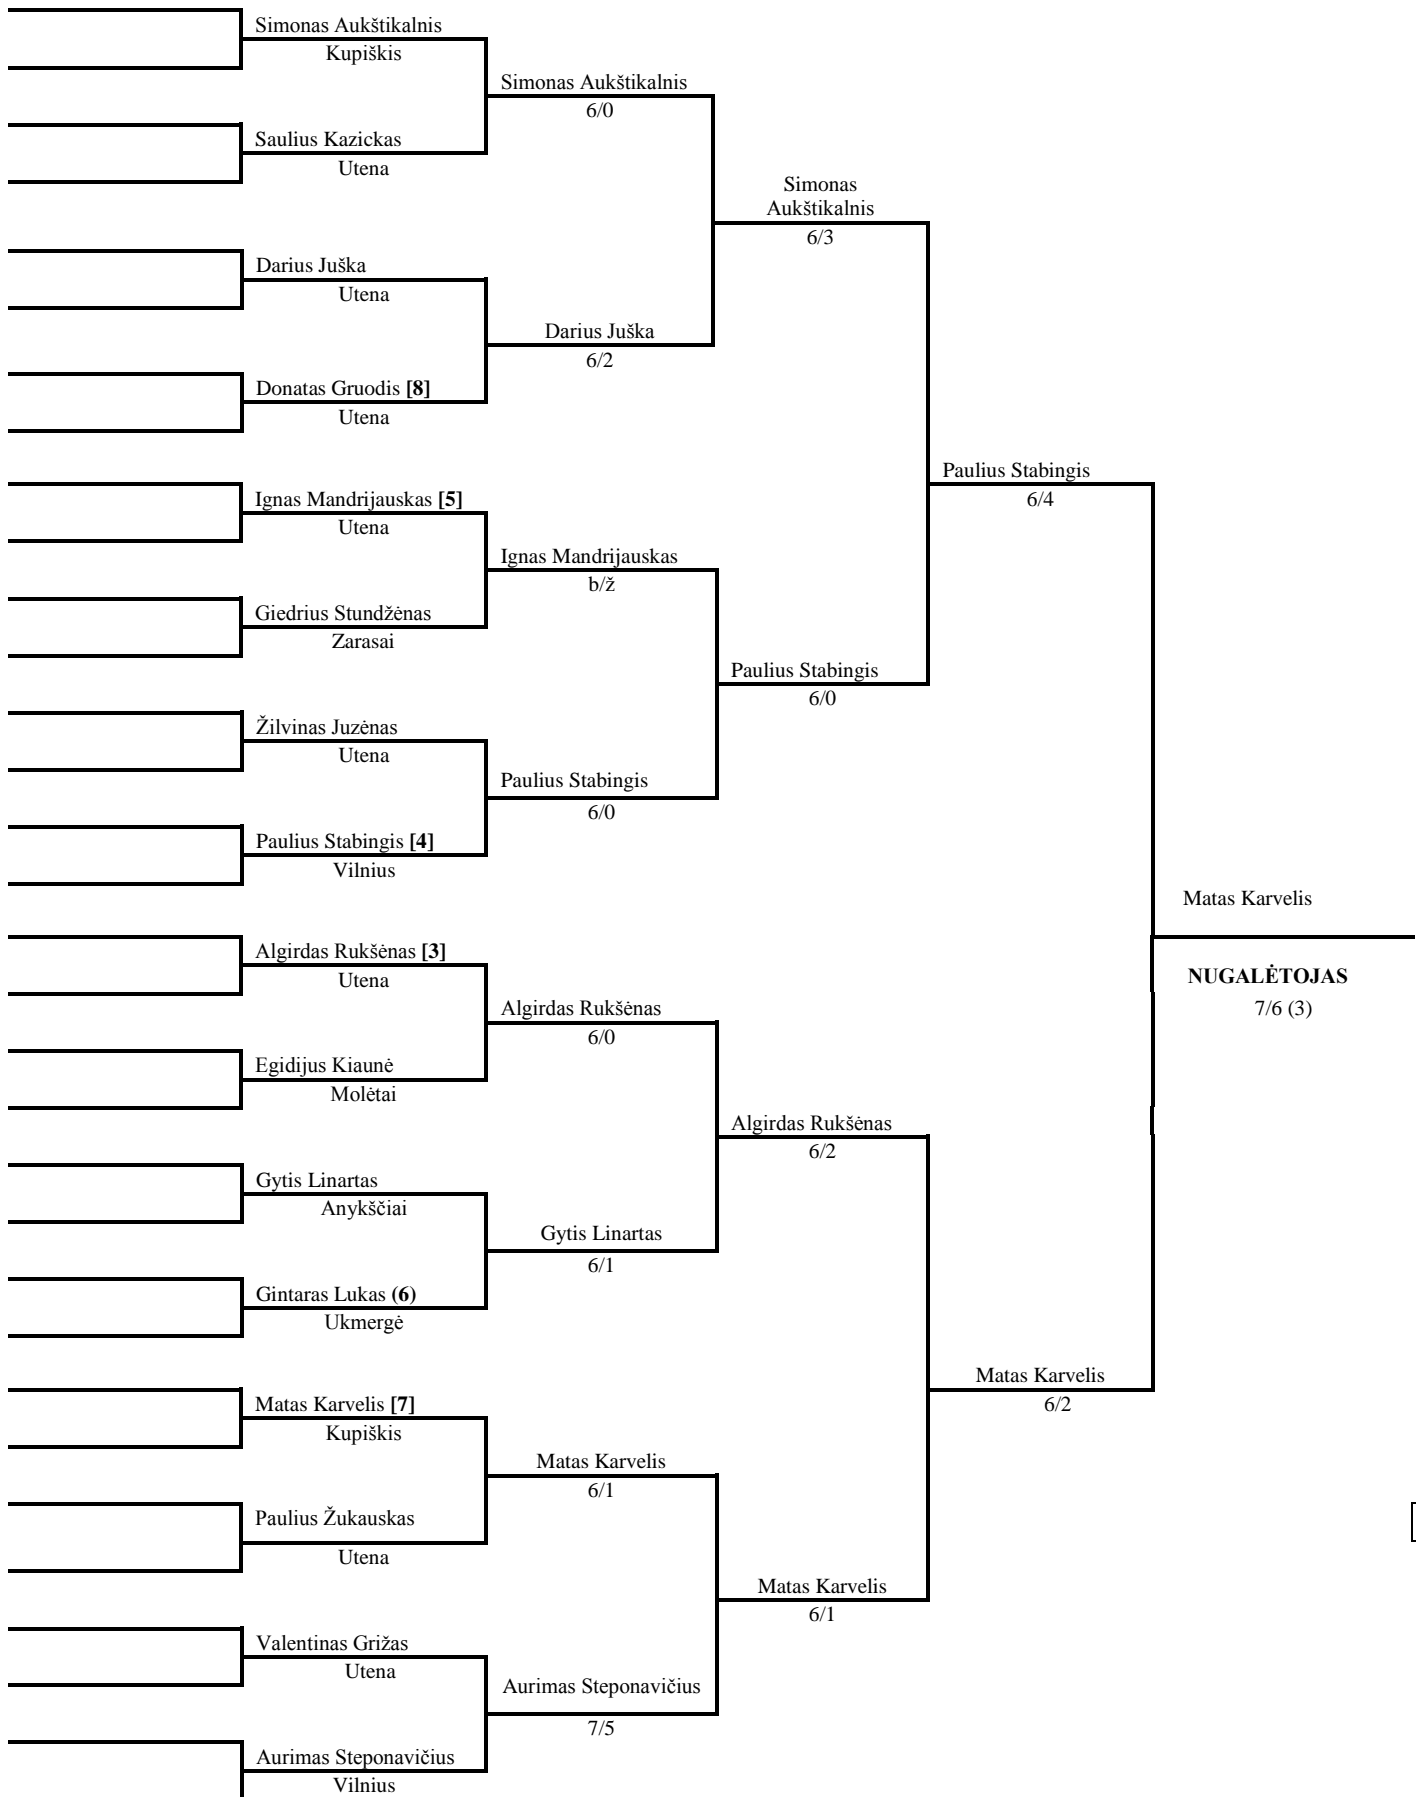 Simonas Aukštikalnis
Kupiškis
Simonas Aukštikalnis
6/0
Saulius Kazickas
Utena
Simonas
Aukštikalnis
6/3
Darius Juška
Utena
Darius Juška
6/2
Donatas Gruodis [8]
Utena
Paulius Stabingis
6/4
Ignas Mandrijauskas [5]
Utena
Ignas Mandrijauskas
b/ž
Giedrius Stundžėnas
Zarasai
Paulius Stabingis
6/0
Žilvinas Juzėnas
Utena
Paulius Stabingis
6/0
Paulius Stabingis [4]
Vilnius
Matas Karvelis
NUGALĖTOJAS
7/6 (3)
Algirdas Rukšėnas [3]
Utena
Algirdas Rukšėnas
6/0
Egidijus Kiaunė
Molėtai
Algirdas Rukšėnas
6/2
Gytis Linartas
Anykščiai
Gytis Linartas
6/1
Gintaras Lukas (6)
Ukmergė
Matas Karvelis
6/2
Matas Karvelis [7]
Kupiškis
Matas Karvelis
6/1
Paulius Žukauskas
Utena
Matas Karvelis
6/1
Valentinas Grižas
Utena
Aurimas Steponavičius
7/5
Aurimas Steponavičius
Vilnius